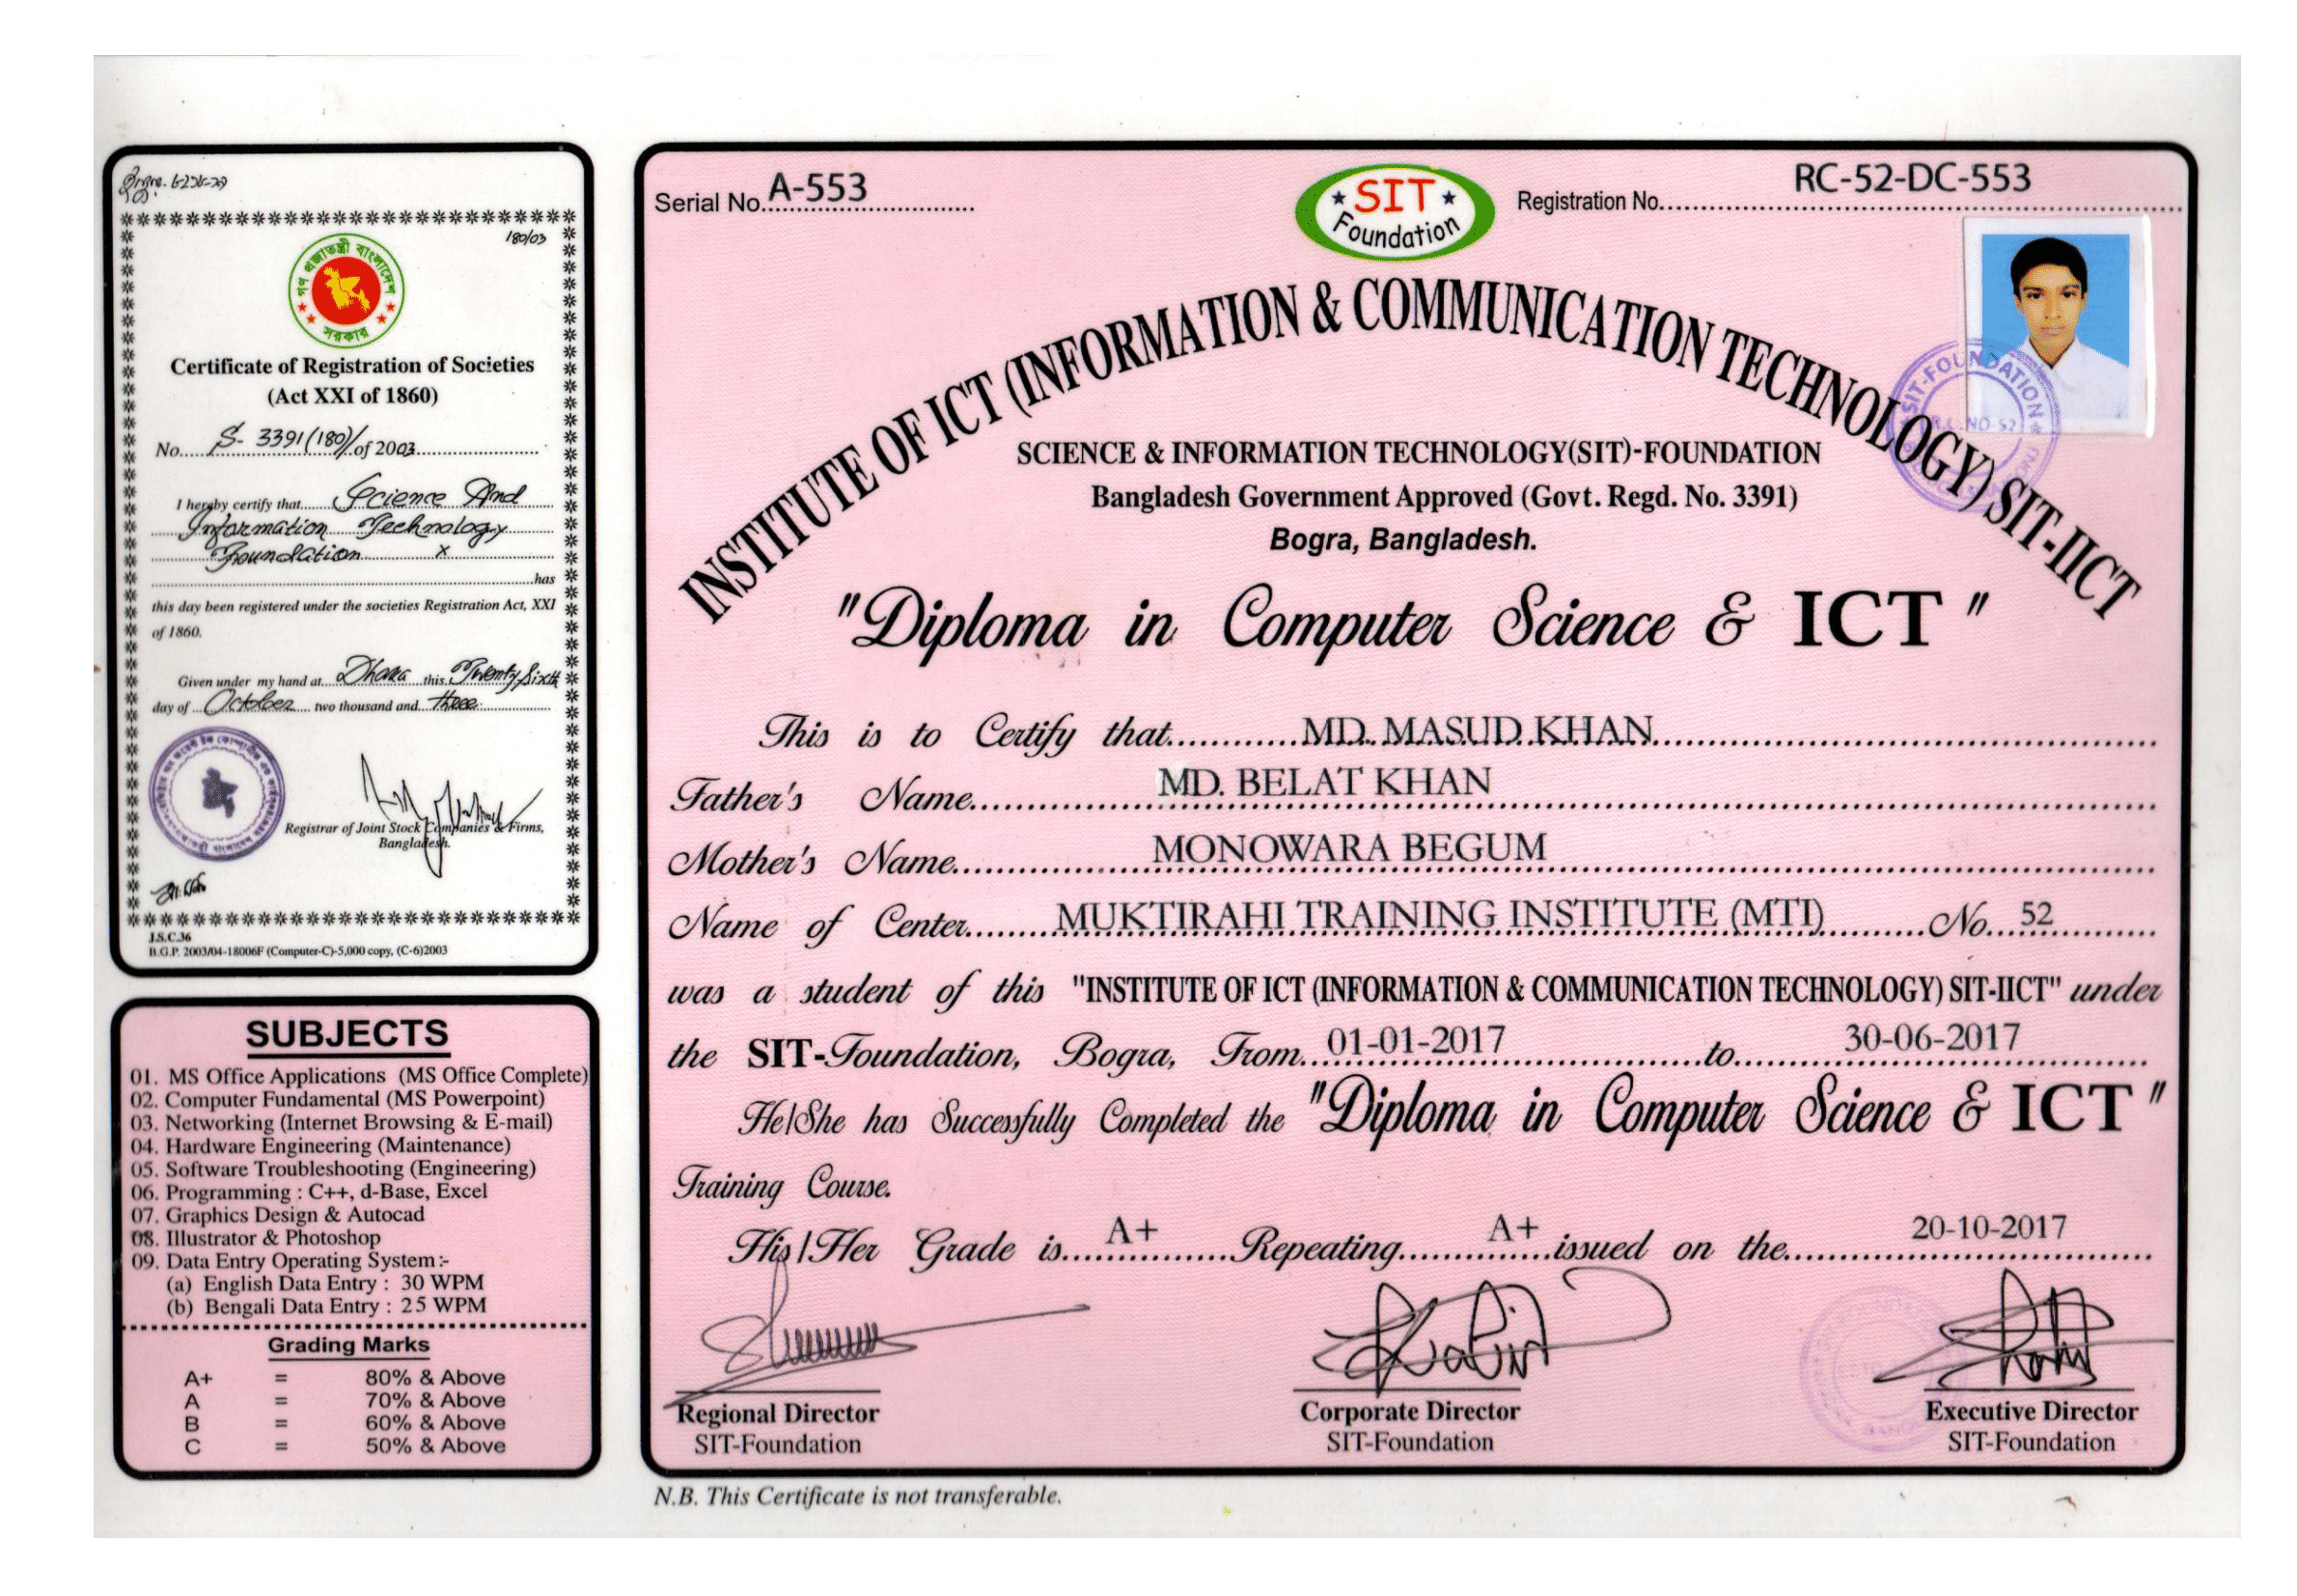 180/03
গণ প্রজাতন্ত্রী বাংলাদেশ
সরকার
Certificate of Registration of Societies
(Act XXI of 1860)
No.....S- 3391(180)/of 2003
I hereby certify that......Science And
Information Technology
Foundation x
has
this day been registered under the societies Registration Act, XXI
of 1860.
Given under my hand at....Dhaka...this.Twenty Sixth
day of...October....two thousand and...three
Registrar of Joint Stock Companies & Firms,
Bangladesh.
J.S.C.36
B.G.P. 2003/04-18006F (Computer-C)-5,000 copy, (C-6)2003
SUBJECTS
01. MS Office Applications (MS Office Complete)
02. Computer Fundamental (MS Powerpoint)
03. Networking (Internet Browsing & E-mail)
04. Hardware Engineering (Maintenance)
05. Software Troubleshooting (Engineering)
06. Programming : C++, d-Base, Excel
07. Graphics Design & Autocad
08. Illustrator & Photoshop
09. Data Entry Operating System:-
(a) English Data Entry : 30 WPM
(b) Bengali Data Entry : 25 WPM
Grading Marks
A+ = 80% & Above
A = 70% & Above
B = 60% & Above
C = 50% & Above
Serial No. A-553
SIT
Foundation
Registration No. RC-52-DC-553
SIT-FOUNDATION
R.L. NO-52
INSTITUTE OF ICT (INFORMATION & COMMUNICATION TECHNOLOGY) SIT-IICT
SCIENCE & INFORMATION TECHNOLOGY(SIT)-FOUNDATION
Bangladesh Government Approved (Govt. Regd. No. 3391)
Bogra, Bangladesh.
"Diploma in Computer Science & ICT"
This is to Certify that MD. MASUD KHAN
Father's Name MD. BELAT KHAN
Mother's Name MONOWARA BEGUM
Name of Center MUKTIRAHI TRAINING INSTITUTE (MTI) No. 52
was a student of this "INSTITUTE OF ICT (INFORMATION & COMMUNICATION TECHNOLOGY) SIT-IICT" under
the SIT-Foundation, Bogra, From 01-01-2017 to 30-06-2017
He/She has Successfully Completed the "Diploma in Computer Science & ICT"
Training Course.
His/Her Grade is A+ Repeating A+ issued on the 20-10-2017
Regional Director
SIT-Foundation
Corporate Director
SIT-Foundation
Executive Director
SIT-Foundation
N.B. This Certificate is not transferable.